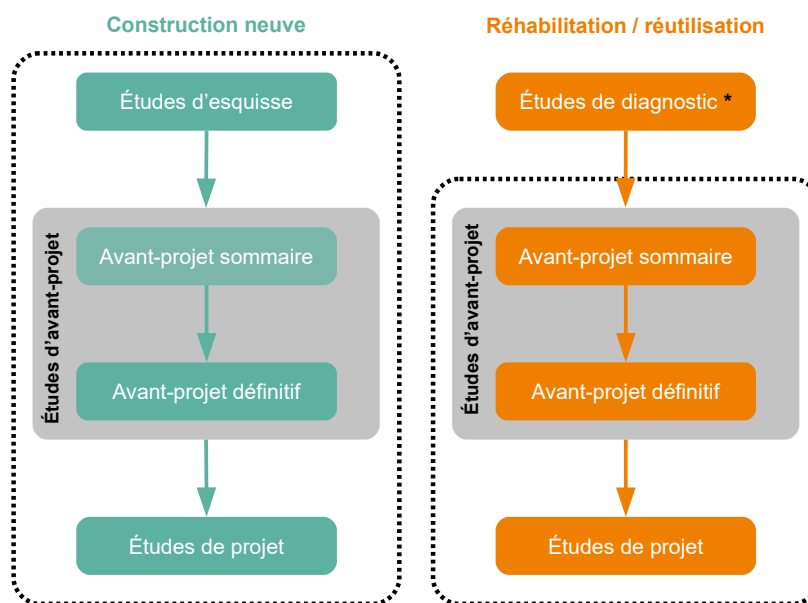 Construction neuve
Études d’esquisse
Études d’avant-projet
Avant-projet sommaire
Avant-projet définitif
Études de projet
Réhabilitation / réutilisation
Études de diagnostic *
Études d’avant-projet
Avant-projet sommaire
Avant-projet définitif
Études de projet